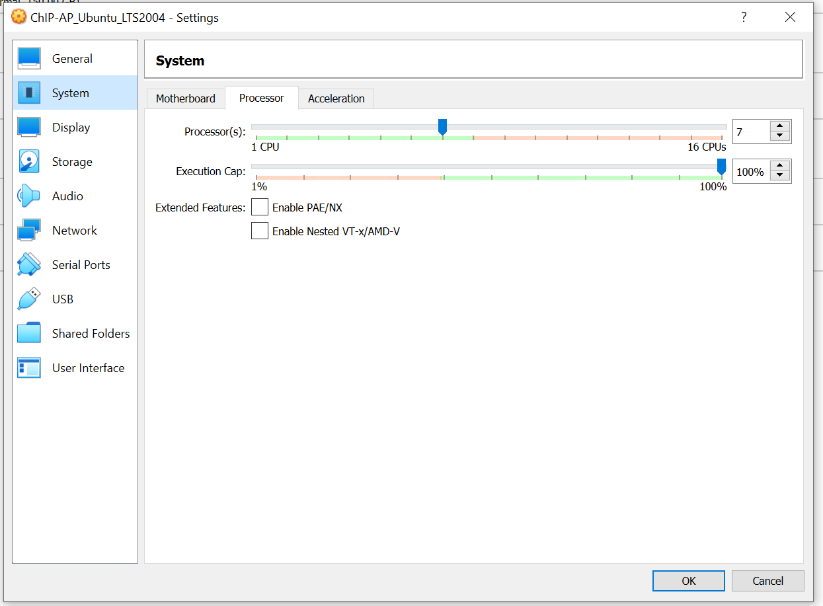 ChIP-AP_Ubuntu_LTS2004 - Settings
?
General
System
Display
Storage
Audio
Network
Serial Ports
USB
Shared Folders
User Interface
System
Motherboard Processor Acceleration
Processor(s): 7
1 CPU 16 CPUs
Execution Cap: 100%
1% 100%
Extended Features: Enable PAE/NX
Enable Nested VT-x/AMD-V
OK Cancel